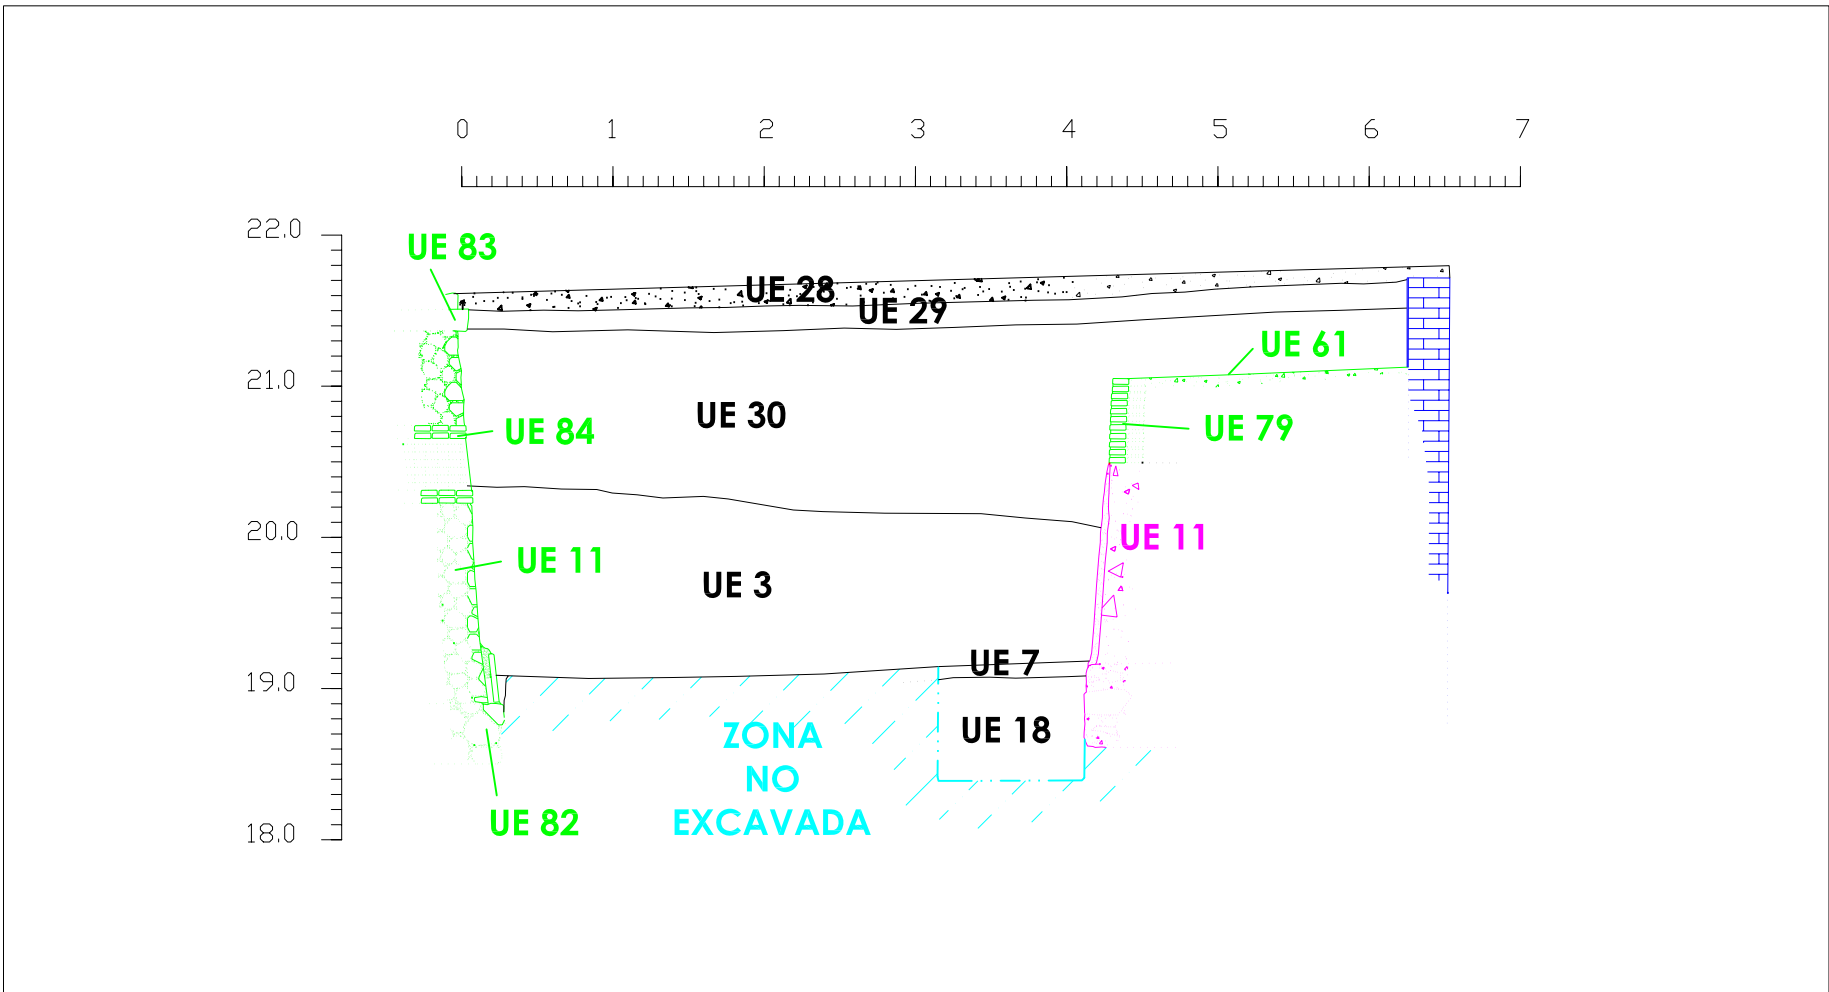 0 1 2 3 4 5 6 7
22.0
UE 83
UE 28
UE 29
UE 61
21.0
UE 30
UE 84
UE 79
20.0
UE 11
UE 11
UE 3
UE 7
19.0
UE 18
ZONA
NO
EXCAVADA
UE 82
18.0